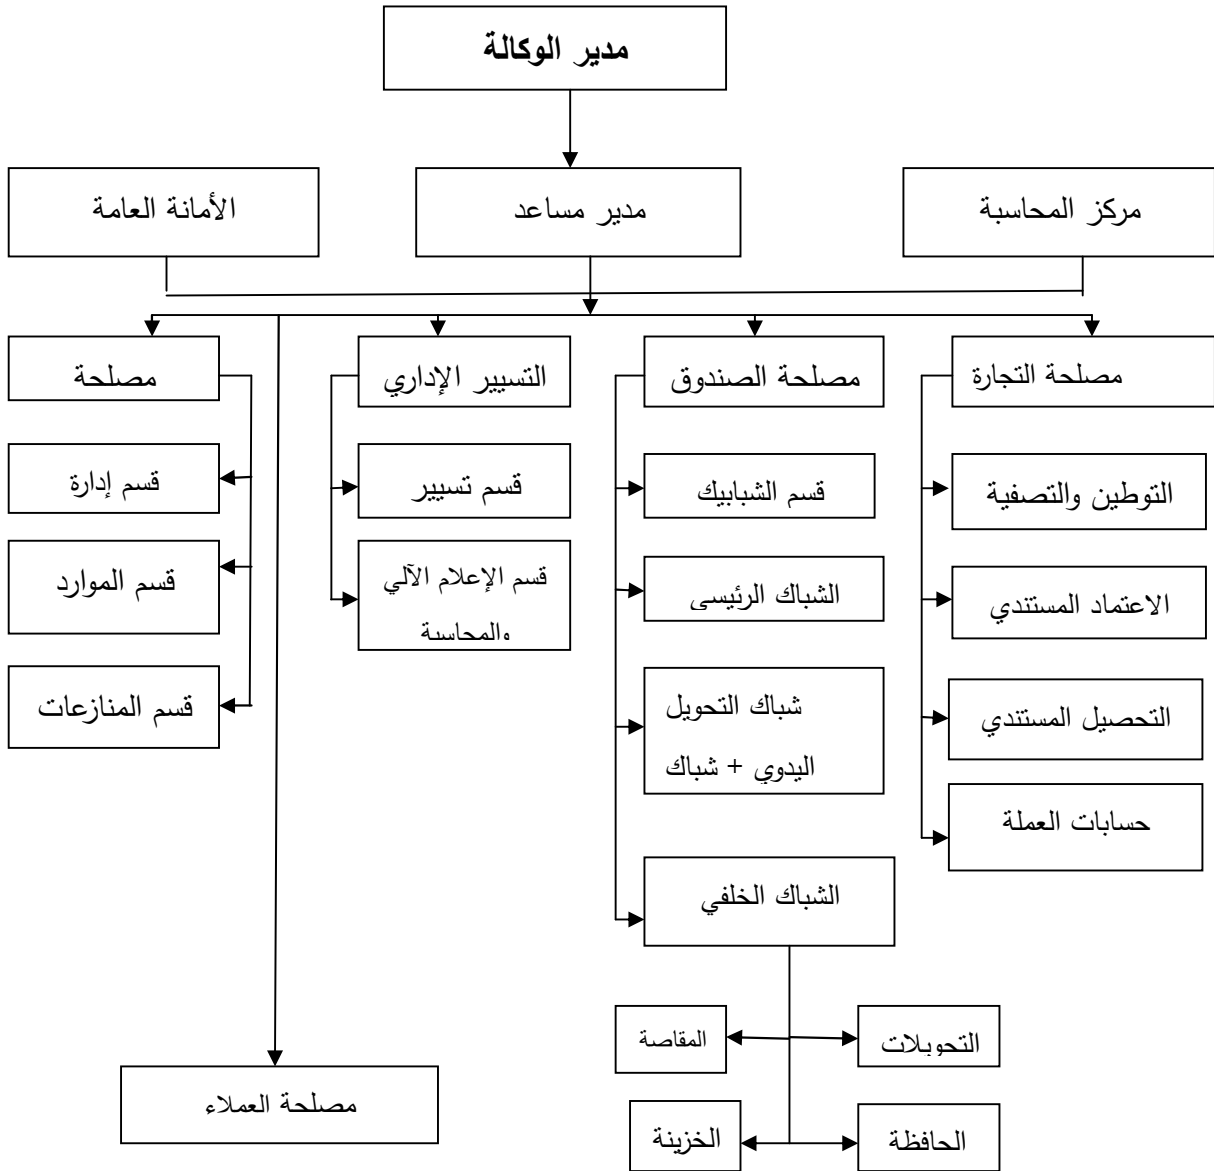 مدير الوكالة
مركز المحاسبة
مدير مساعد
الأمانة العامة
مصلحة التجارة
مصلحة الصندوق
التسيير الإداري
مصلحة
التوطين والتصفية
قسم الشبابيك
قسم تسيير
قسم إدارة
الاعتماد المستندي
الشباك الرئيسي
قسم الإعلام الآلي
والمحاسبة
قسم الموارد
التحصيل المستندي
شباك التحويل
اليدوي + شباك
قسم المنازعات
حسابات العملة
الشباك الخلفي
التحويلات
المقاصة
مصلحة العملاء
الحافظة
الخزينة